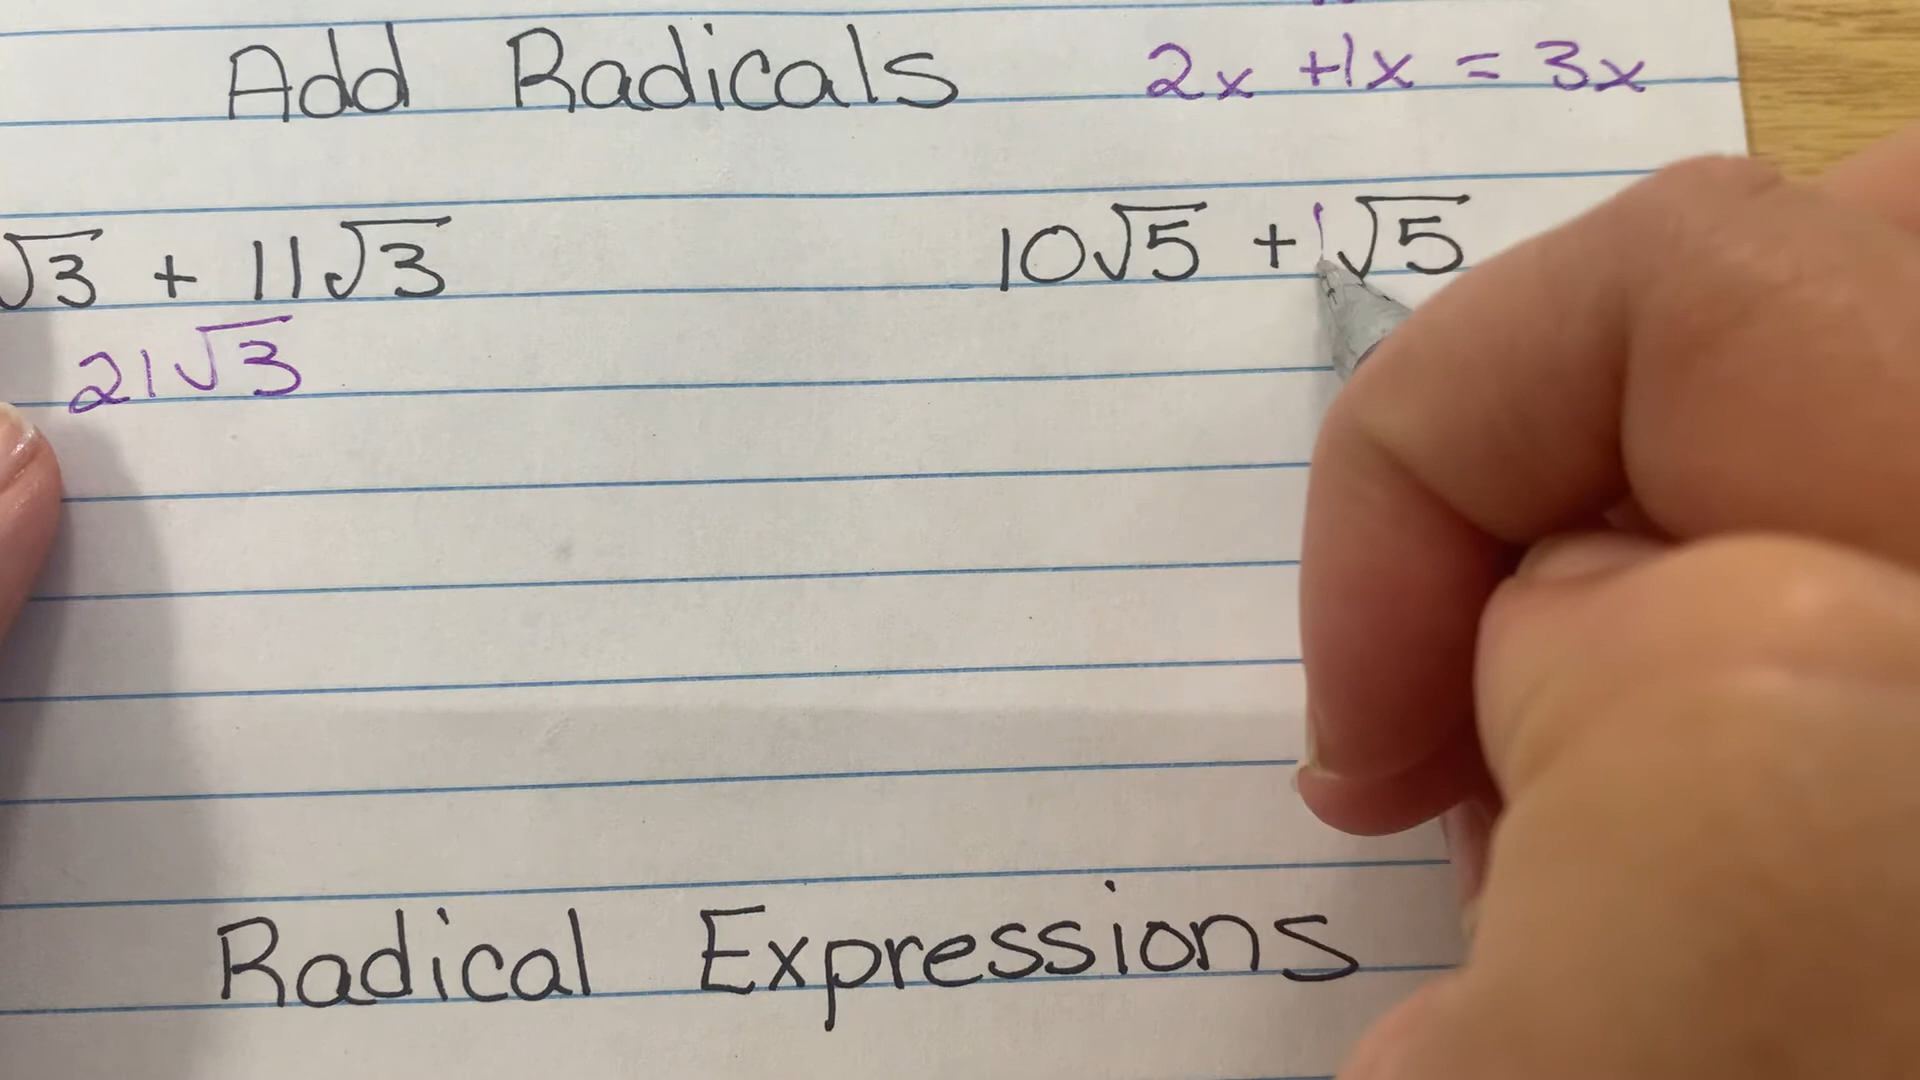 Add Radicals 2x +1x = 3x
√3 + 11√3 10√5 + 1√5
21√3
Radical Expressions